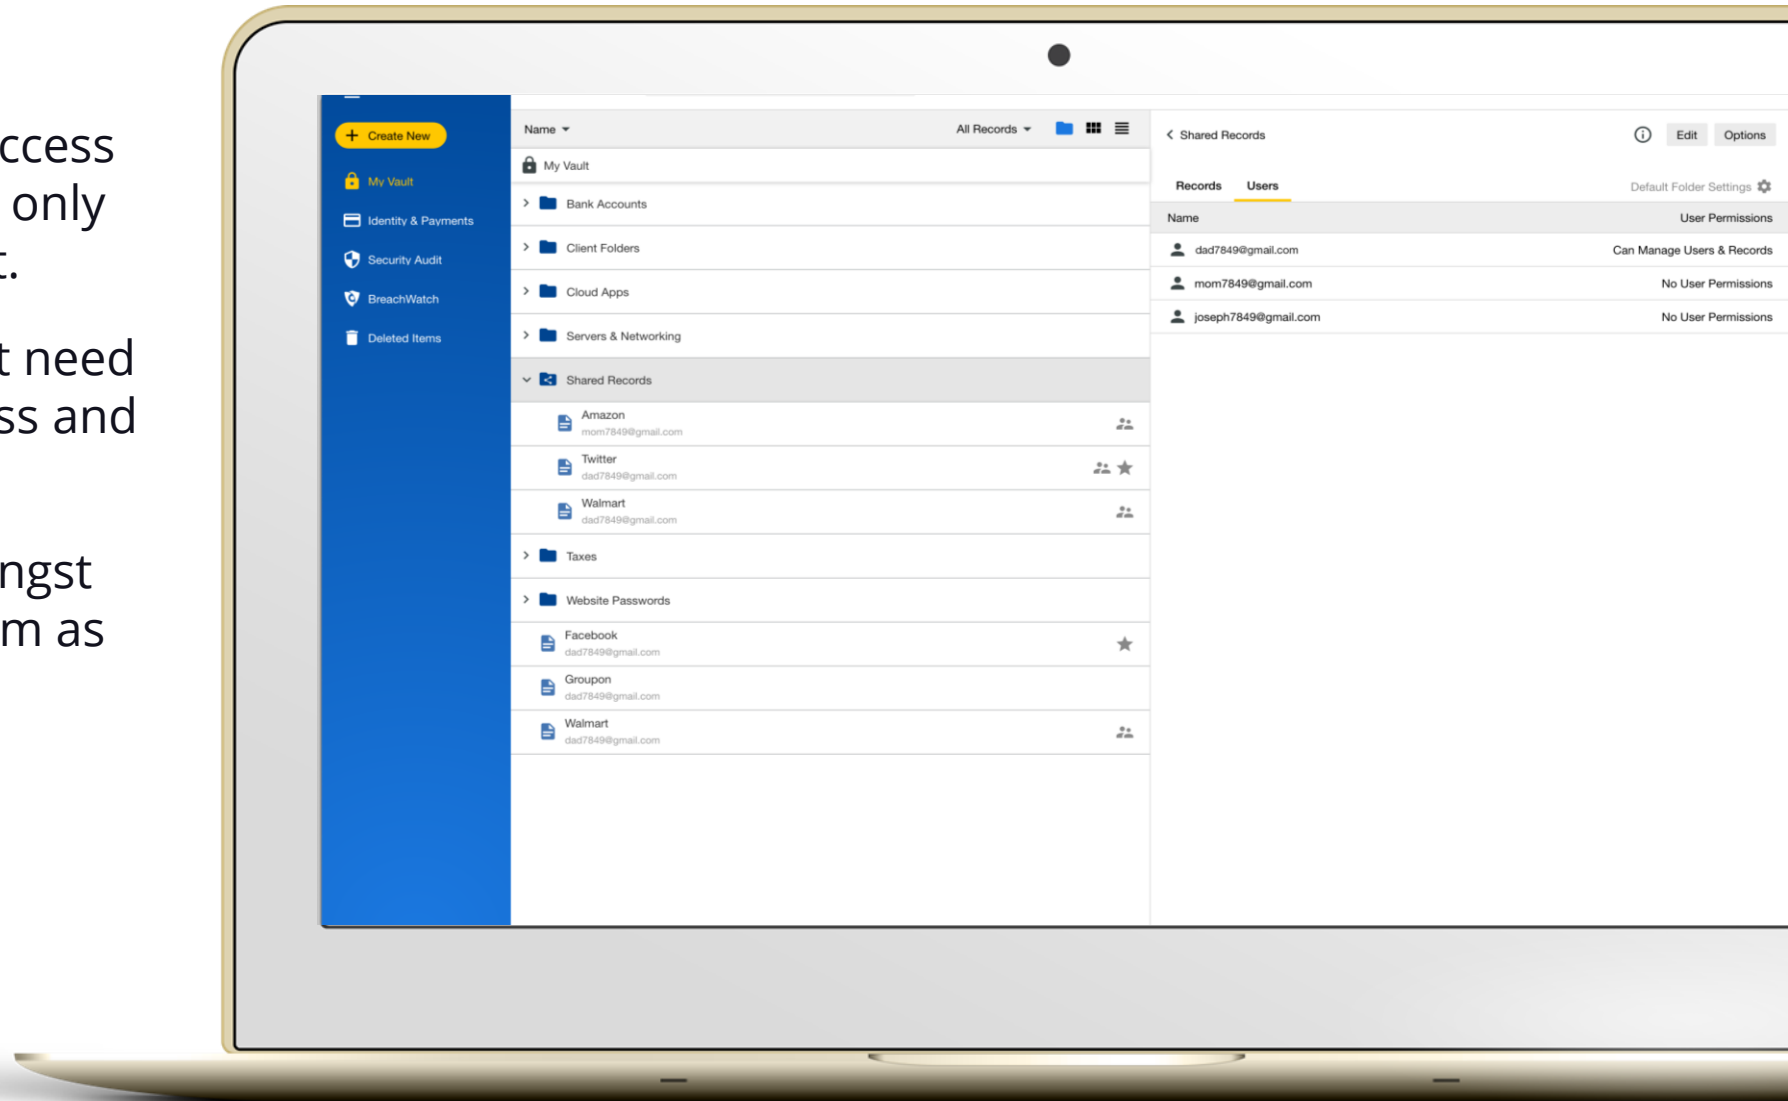 ccess
only
t.
t need
ss and
ngst
m as
+ Create New
My Vault
Identity & Payments
Security Audit
BreachWatch
Deleted Items
Name
All Records
My Vault
Bank Accounts
Client Folders
Cloud Apps
Servers & Networking
Shared Records
Amazon
mom7849@gmail.com
Twitter
dad7849@gmail.com
Walmart
dad7849@gmail.com
Taxes
Website Passwords
Facebook
dad7849@gmail.com
Groupon
dad7849@gmail.com
Walmart
dad7849@gmail.com
Shared Records
Edit Options
Records Users
Default Folder Settings
Name User Permissions
dad7849@gmail.com Can Manage Users & Records
mom7849@gmail.com No User Permissions
joseph7849@gmail.com No User Permissions